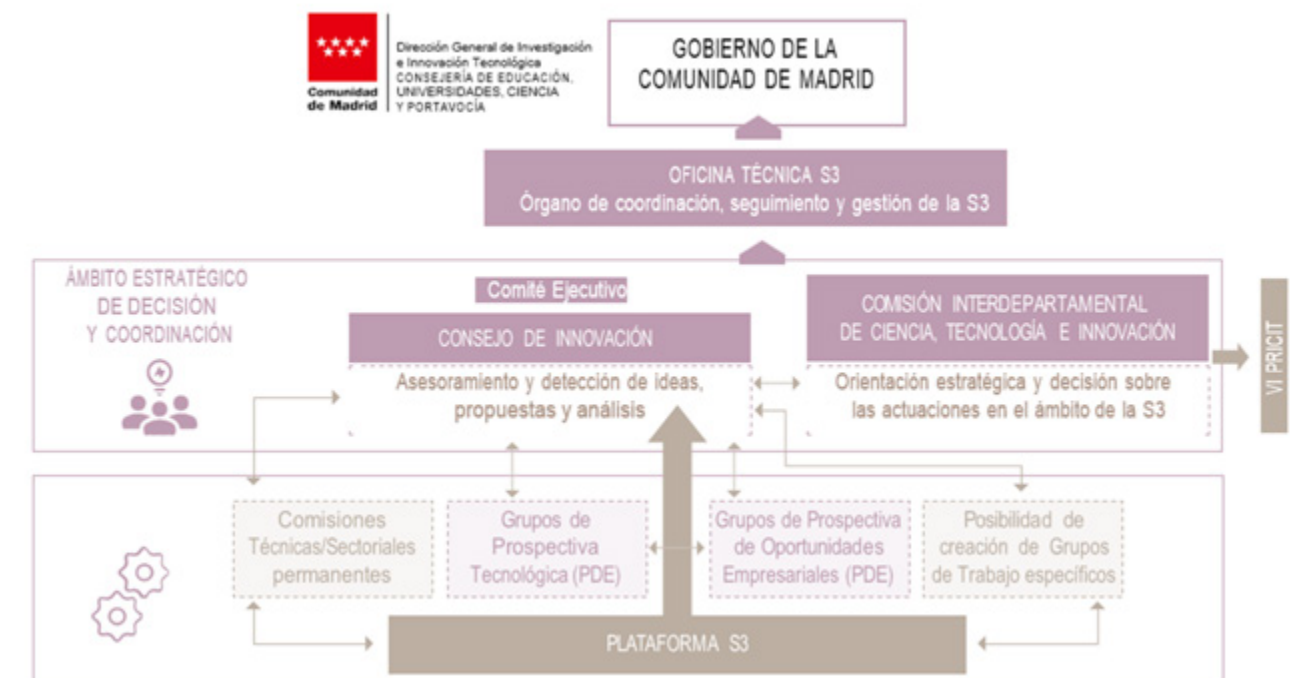 Comunidad
de Madrid
Dirección General de Investigación
e Innovación Tecnológica
CONSEJERÍA DE EDUCACIÓN,
UNIVERSIDADES, CIENCIA
Y PORTAVOCÍA
GOBIERNO DE LA
COMUNIDAD DE MADRID
OFICINA TÉCNICA S3
Órgano de coordinación, seguimiento y gestión de la S3
ÁMBITO ESTRATÉGICO
DE DECISIÓN
Y COORDINACIÓN
Comité Ejecutivo
CONSEJO DE INNOVACIÓN
Asesoramiento y detección de ideas,
propuestas y análisis
COMISIÓN INTERDEPARTAMENTAL
DE CIENCIA, TECNOLOGÍA E INNOVACIÓN
Orientación estratégica y decisión sobre
las actuaciones en el ámbito de la S3
VI PRICIT
Comisiones
Técnicas/Sectoriales
permanentes
Grupos de
Prospectiva
Tecnológica (PDE)
Grupos de Prospectiva
de Oportunidades
Empresariales (PDE)
Posibilidad de
creación de Grupos
de Trabajo específicos
PLATAFORMA S3